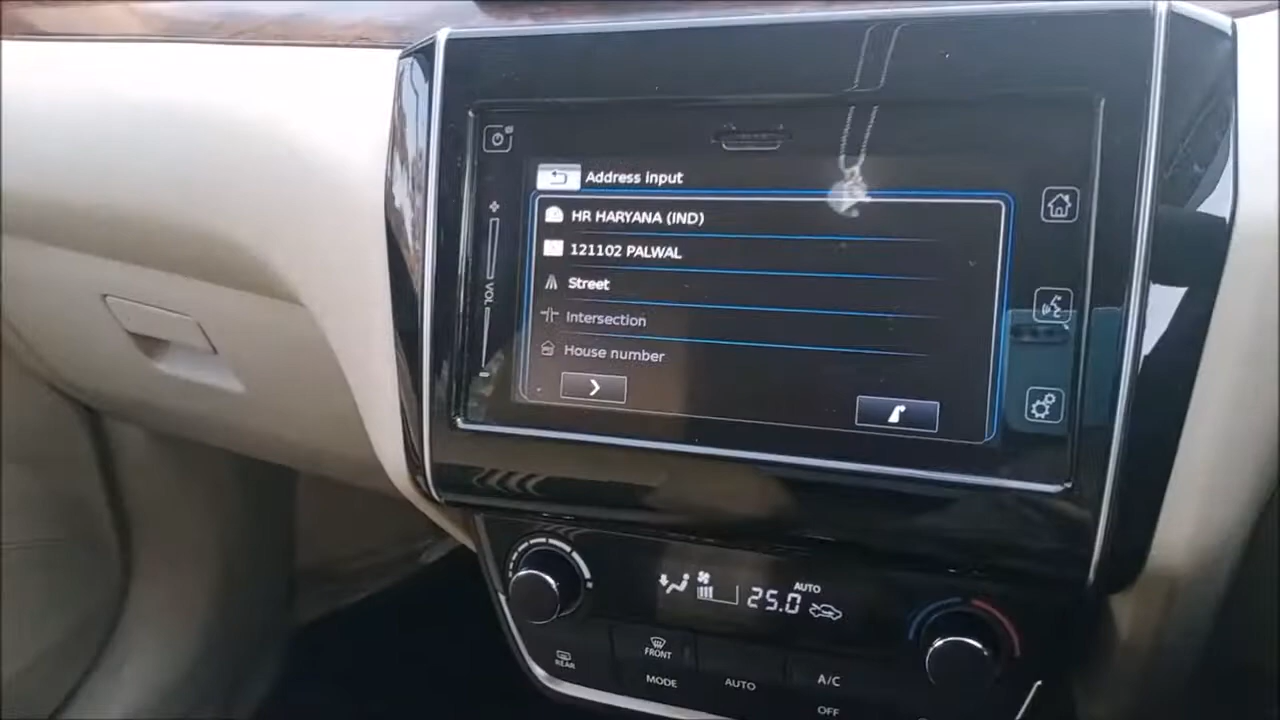 Address input
HR HARYANA (IND)
121102 PALWAL
VOL
Street
Intersection
House number
AUTO
25.0
FRONT
REAR
MODE
AUTO
A/C
OFF